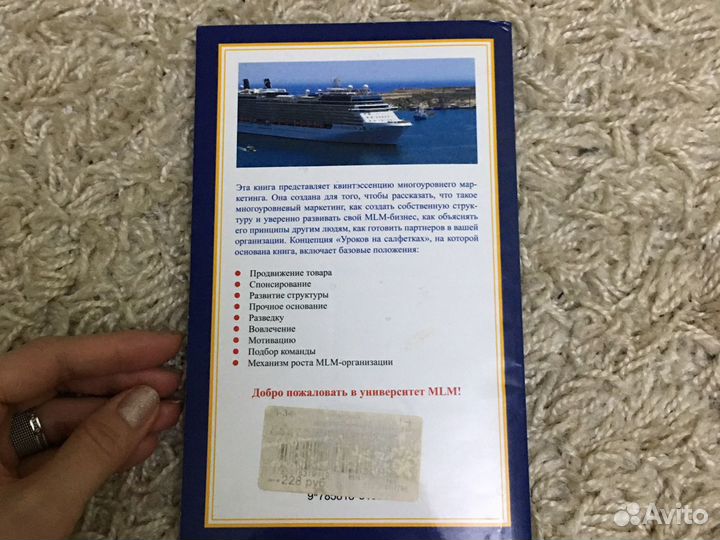 Эта книга представляет квинтэссенцию многоуровнего мар-
кетинга. Она создана для того, чтобы рассказать, что такое
многоуровневый маркетинг, как создать собственную струк-
туру и уверенно развивать свой MLM-бизнес, как объяснять
его принципы другим людям, как готовить партнеров в вашей
организации. Концепция «Уроков на салфетках», на которой
основана книга, включает базовые положения:
Продвижение товара
Спонсирование
Развитие структуры
Прочное основание
Разведку
Вовлечение
Мотивацию
Подбор команды
Механизм роста MLM-организации
Добро пожаловать в университет MLM!
228 руб
Avito